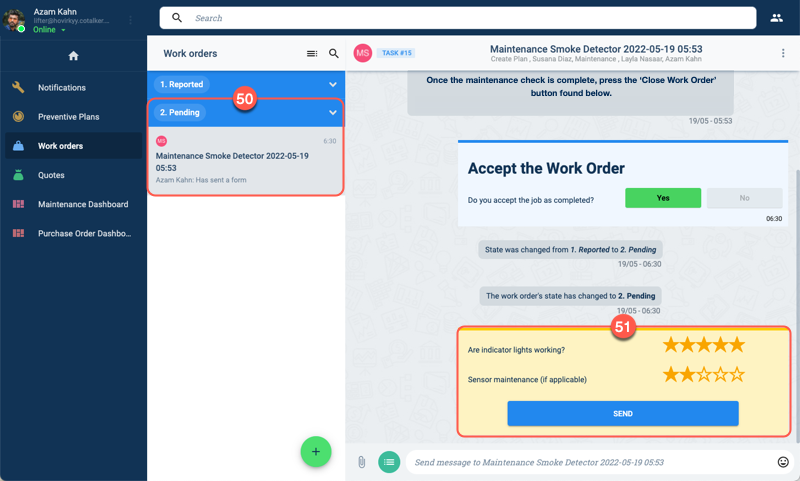 Azam Kahn
lifter@hovirkyy.cotalker....
Online
Search
Notifications
Preventive Plans
Work orders
Quotes
Maintenance Dashboard
Purchase Order Dashbo...
Work orders
1. Reported
50
2. Pending
MS
6:30
Maintenance Smoke Detector 2022-05-19
05:53
Azam Kahn: Has sent a form
+
MS
TASK #15
Maintenance Smoke Detector 2022-05-19 05:53
Create Plan , Susana Diaz, Maintenance , Layla Nasaar, Azam Kahn
Once the maintenance check is complete, press the 'Close Work Order'
button found below.
19/05 - 05:53
Accept the Work Order
Do you accept the job as completed?
Yes
No
06:30
State was changed from 1. Reported to 2. Pending
19/05 - 06:30
The work order's state has changed to 2. Pending
19/05 - 06:30
51
Are indicator lights working?
Sensor maintenance (if applicable)
SEND
Send message to Maintenance Smoke Detector 2022-05-19 05:53